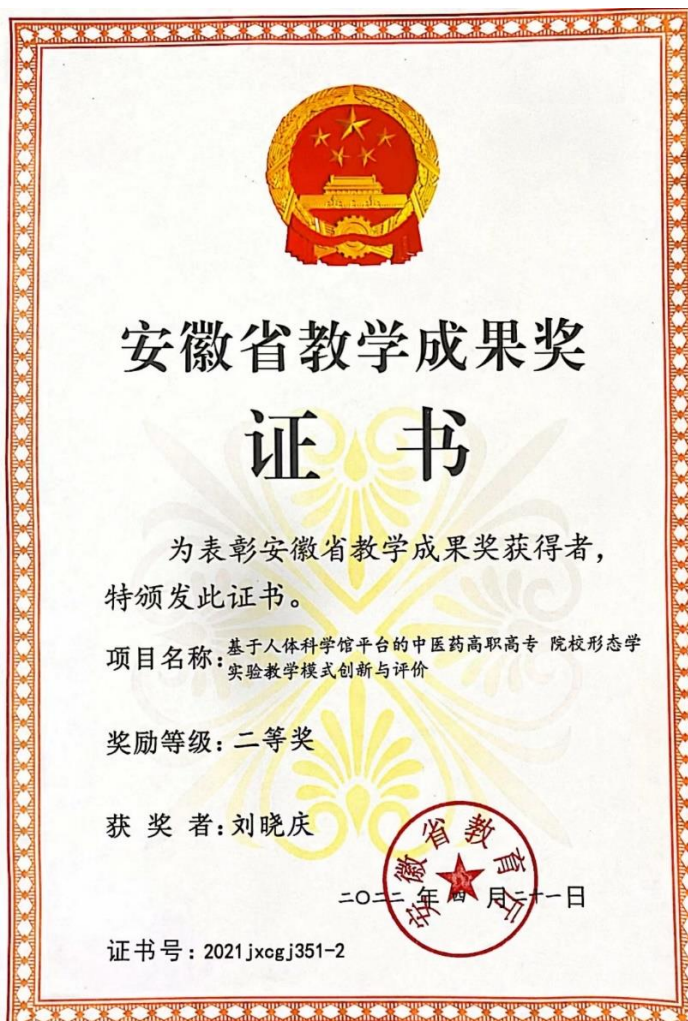 安徽省教学成果奖
证 书
为表彰安徽省教学成果奖获得者，
特颁发此证书。
项目名称：基于人体科学馆平台的中医药高职高专 院校形态学
实验教学模式创新与评价
奖励等级：二等奖
获 奖 者：刘晓庆
安徽省教育厅
二〇二二 年 四 月 二十一日
证书号：2021jxcgj351-2